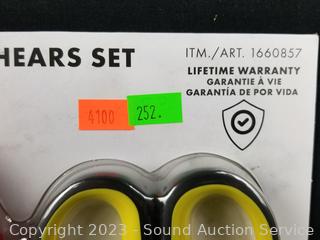 HEARS SET
ITM./ART. 1660857
LIFETIME WARRANTY
GARANTIE À VIE
GARANTÍA DE POR VIDA
4100
252.
Copyright 2023 - Sound Auction Service